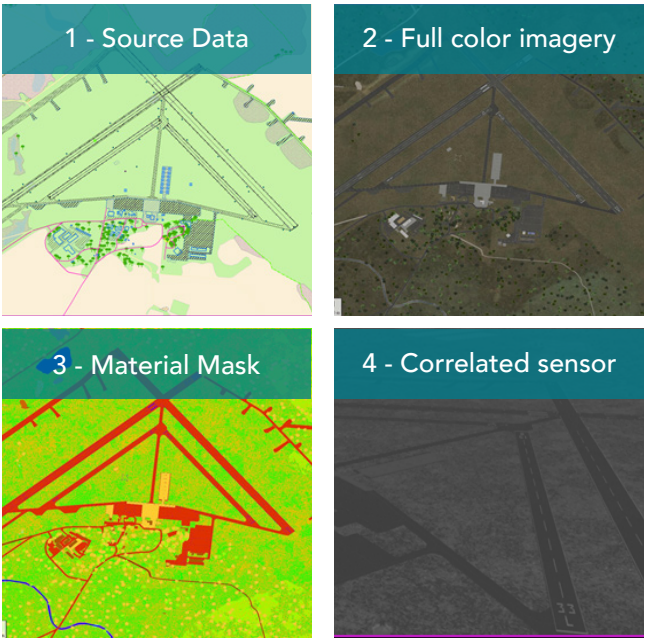 1 - Source Data
2 - Full color imagery
3 - Material Mask
4 - Correlated sensor
33
L